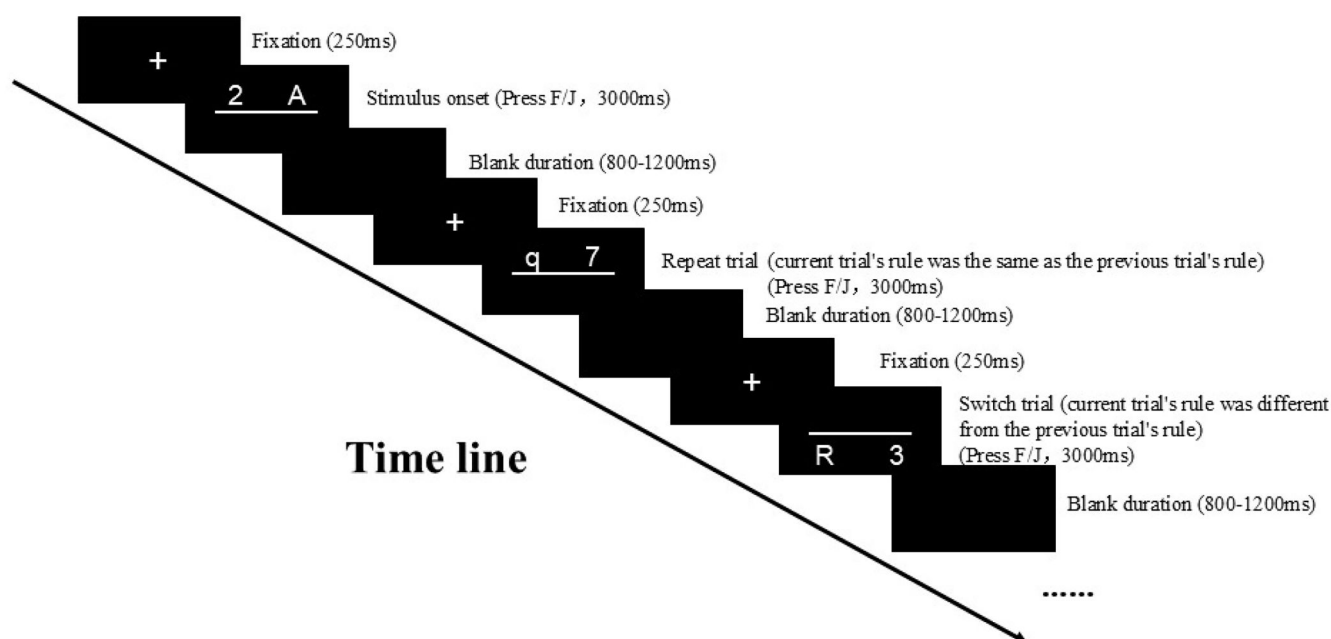 +
Fixation (250ms)
2 A
Stimulus onset (Press F/J，3000ms)
Blank duration (800-1200ms)
+
Fixation (250ms)
q 7
Repeat trial (current trial's rule was the same as the previous trial's rule)
(Press F/J，3000ms)
Blank duration (800-1200ms)
+
Fixation (250ms)
Switch trial (current trial's rule was different
from the previous trial's rule)
(Press F/J，3000ms)
R 3
Blank duration (800-1200ms)
Time line
......